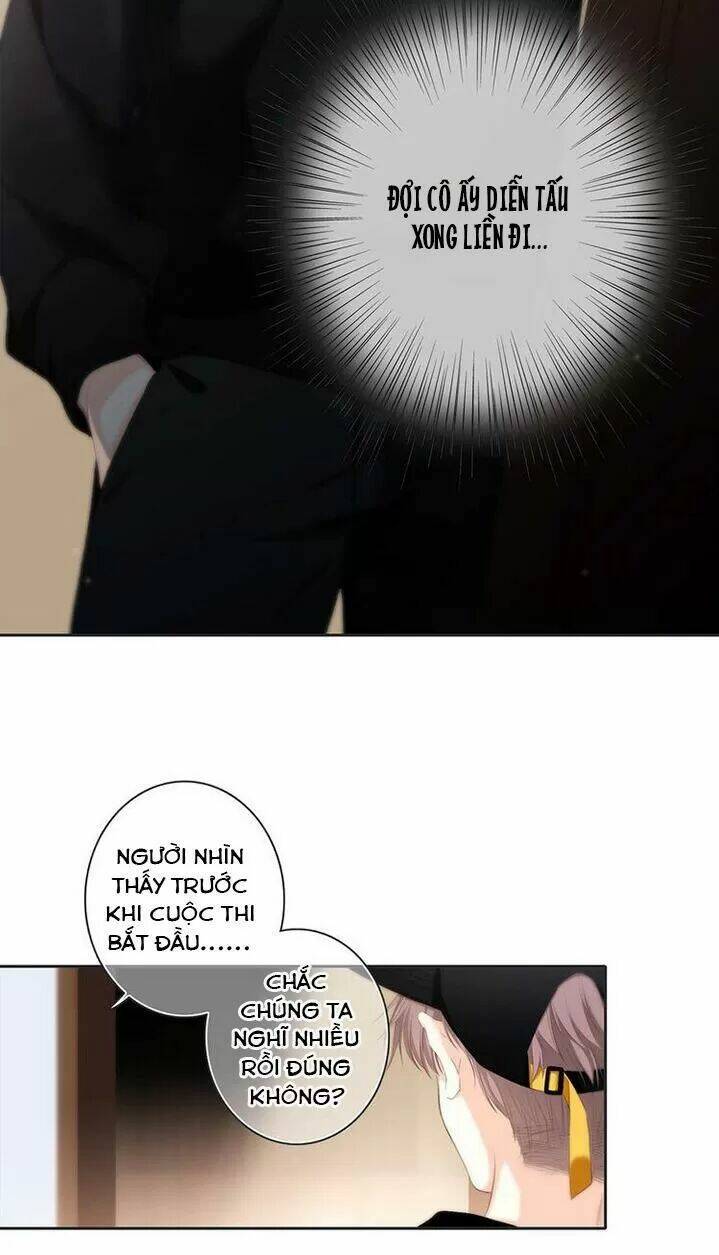 ĐỢI CÔ ẤY DIỄN TẤU
XONG LIỀN ĐI...
NGƯỜI NHÌN
THẤY TRƯỚC
KHI CUỘC THI
BẮT ĐẦU......
CHẮC
CHÚNG TA
NGHĨ NHIỀU
RỒI ĐÚNG
KHÔNG?